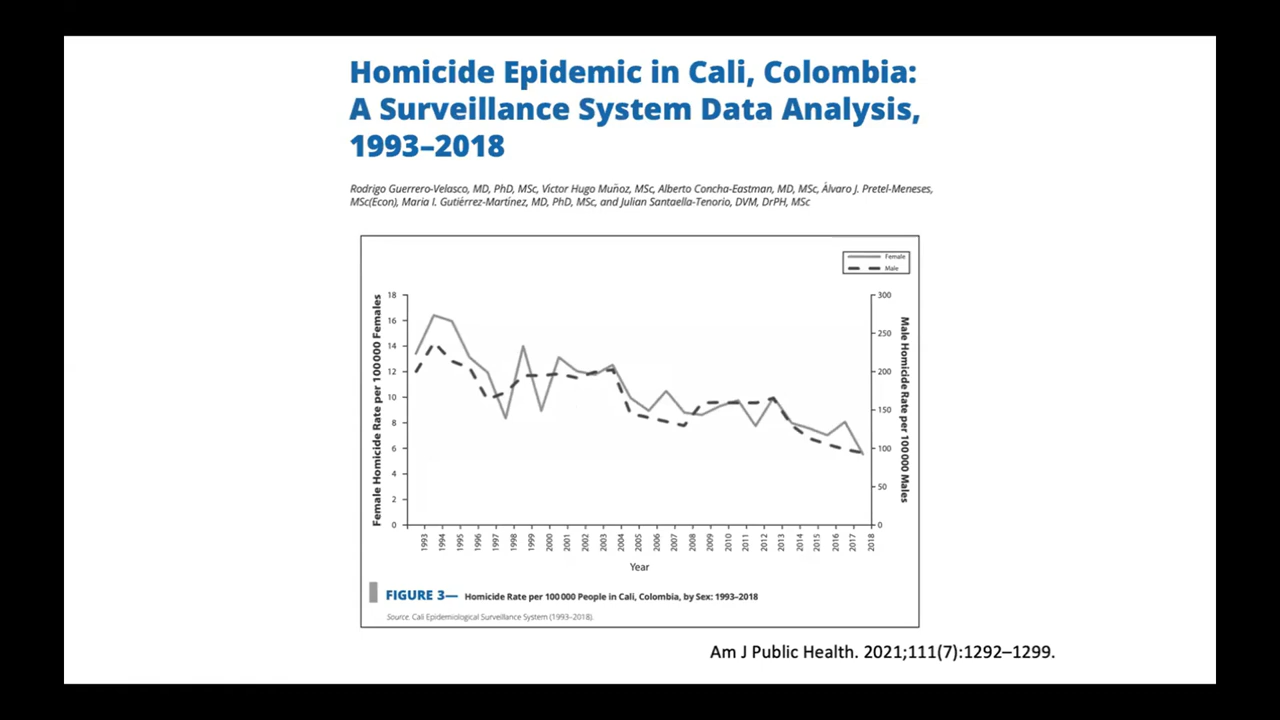 Homicide Epidemic in Cali, Colombia:
A Surveillance System Data Analysis,
1993–2018
Rodrigo Guerrero-Velasco, MD, PhD, MSc, Victor Hugo Muñoz, MSc, Alberto Concha-Eastman, MD, MSc, Álvaro J. Pretel-Meneses,
MSc(Econ), Maria I. Gutiérrez-Martínez, MD, PhD, MSc, and Julian Santaella-Tenorio, DVM, DrPH, MSc
Female
Male
Female Homicide Rate per 100 000 Females
18
16
14
12
10
8
6
4
2
0
300
250
200
150
100
50
0
Male Homicide Rate per 100 000 Males
1993 1994 1995 1996 1997 1998 1999 2000 2001 2002 2003 2004 2005 2006 2007 2008 2009 2010 2011 2012 2013 2014 2015 2016 2017 2018
Year
FIGURE 3— Homicide Rate per 100 000 People in Cali, Colombia, by Sex: 1993–2018
Source. Cali Epidemiological Surveillance System (1993–2018).
Am J Public Health. 2021;111(7):1292–1299.